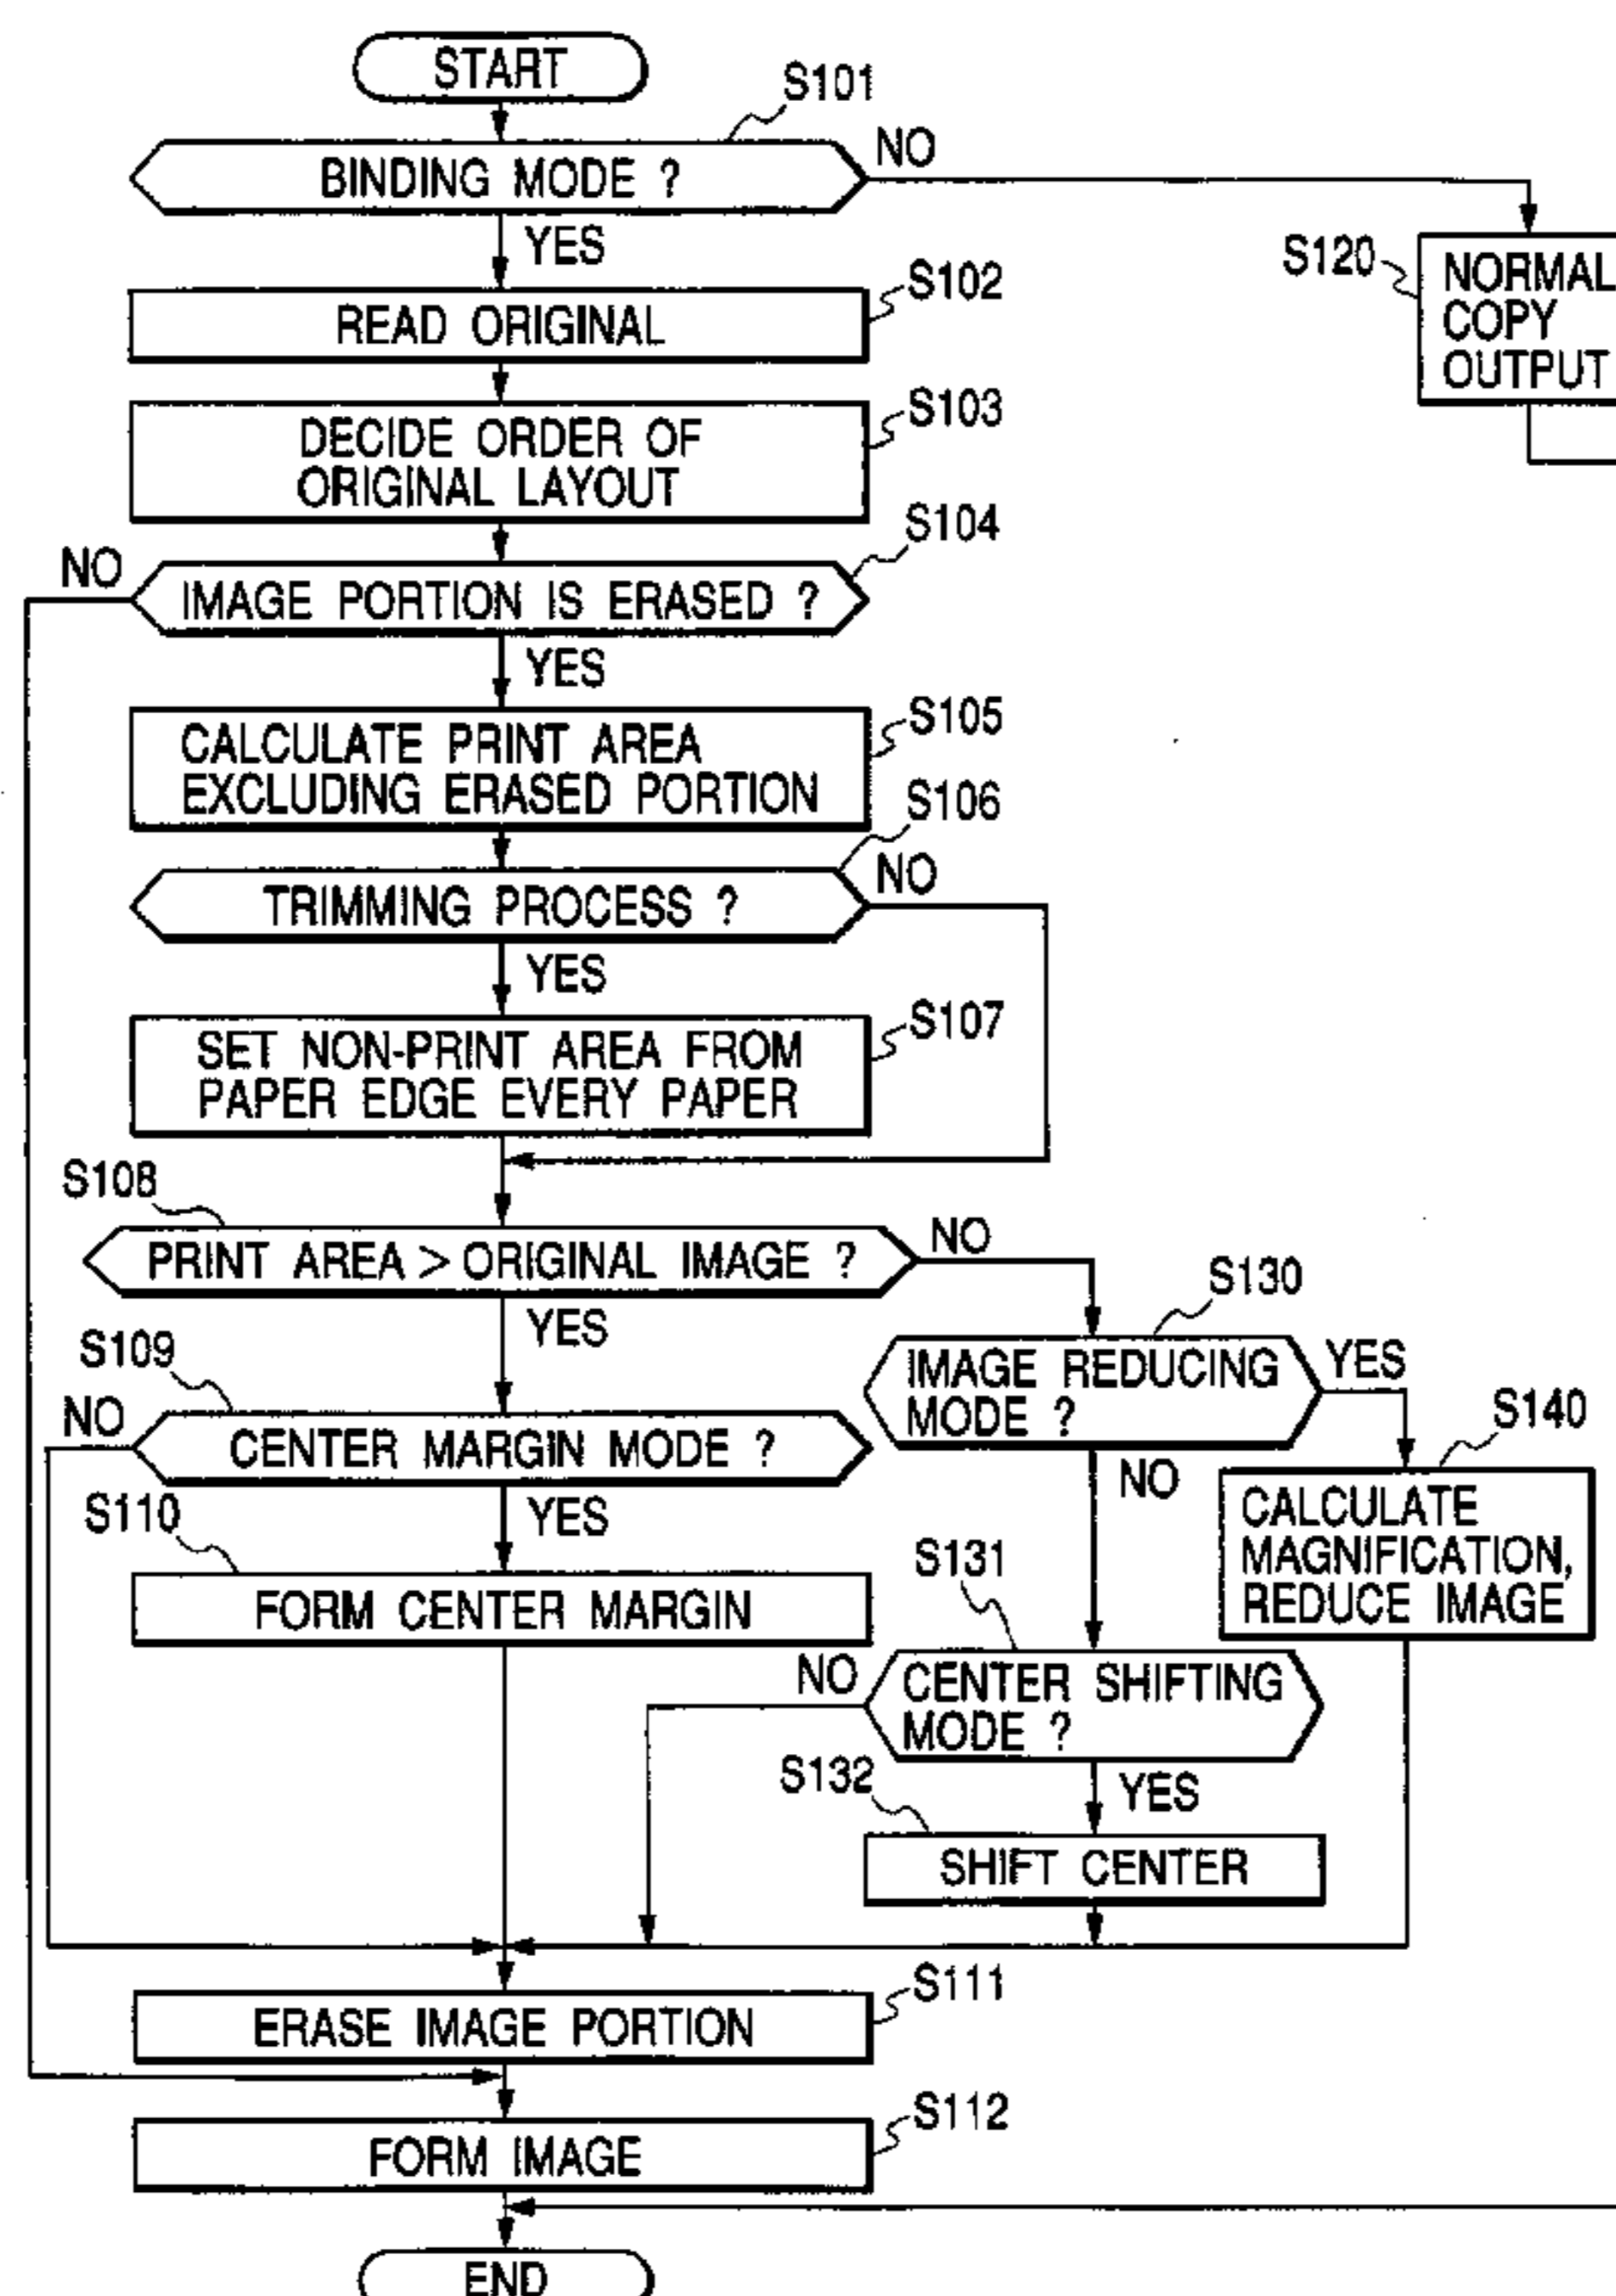 START
S101
BINDING MODE ?
NO
YES
S120
NORMAL
COPY
OUTPUT
S102
READ ORIGINAL
S103
DECIDE ORDER OF
ORIGINAL LAYOUT
S104
NO
IMAGE PORTION IS ERASED ?
YES
S105
CALCULATE PRINT AREA
EXCLUDING ERASED PORTION
S106
TRIMMING PROCESS ?
NO
YES
S107
SET NON-PRINT AREA FROM
PAPER EDGE EVERY PAPER
S108
PRINT AREA > ORIGINAL IMAGE ?
NO
YES
S130
IMAGE REDUCING
MODE ?
YES
NO
S109
NO
CENTER MARGIN MODE ?
YES
S140
CALCULATE
MAGNIFICATION,
REDUCE IMAGE
S110
FORM CENTER MARGIN
S131
NO
CENTER SHIFTING
MODE ?
YES
S132
SHIFT CENTER
S111
ERASE IMAGE PORTION
S112
FORM IMAGE
END